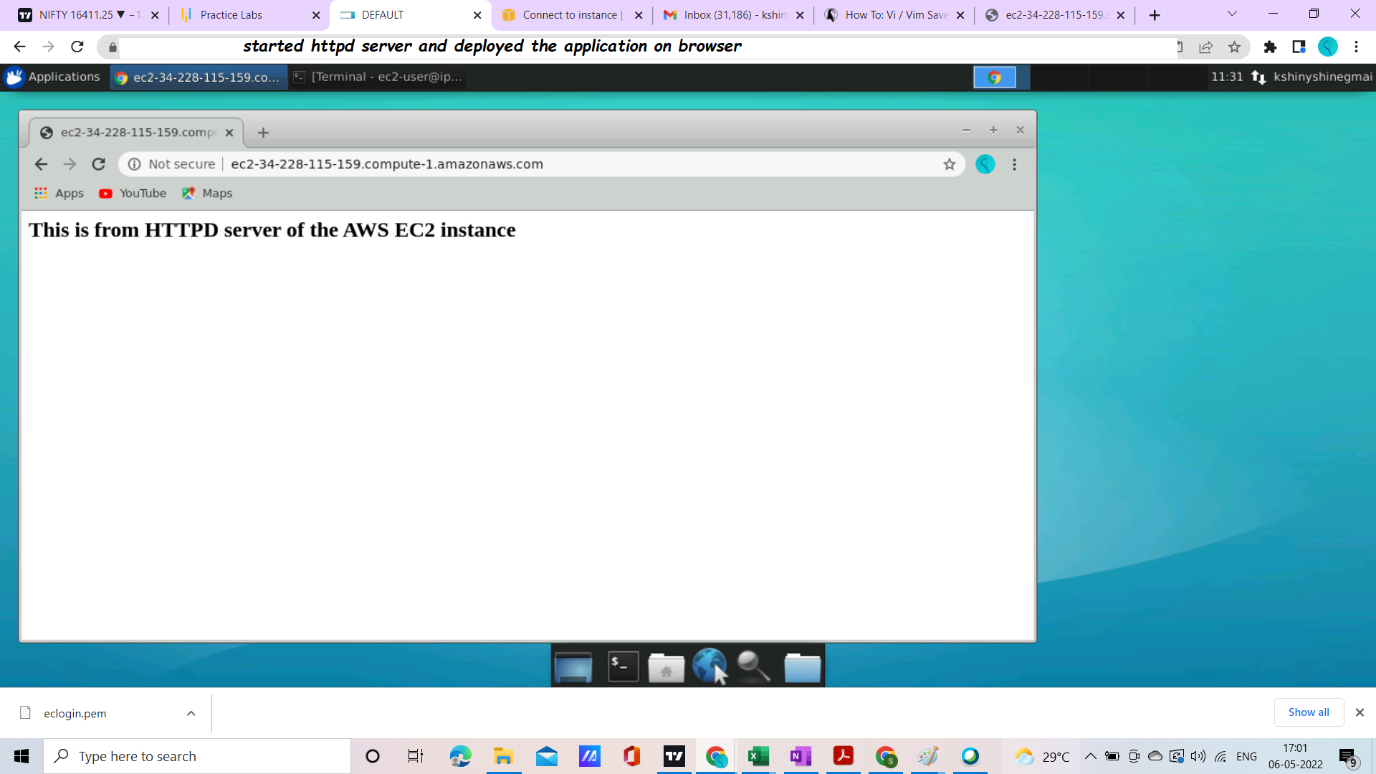 NIFTY 16411.25 ▼ −1
Practice Labs
DEFAULT
Connect to instance |
Inbox (31,186) - kshin
How To: Vi / Vim Save
ec2-34-228-115-159.c
started httpd server and deployed the application on browser
Applications
ec2-34-228-115-159.co...
[Terminal - ec2-user@ip...
11:31
kshinyshinegmai
ec2-34-228-115-159.comp
Not secure | ec2-34-228-115-159.compute-1.amazonaws.com
Apps
YouTube
Maps
This is from HTTPD server of the AWS EC2 instance
$_
eclogin.pem
Show all
Type here to search
29°C
ENG
17:01
06-05-2022
9